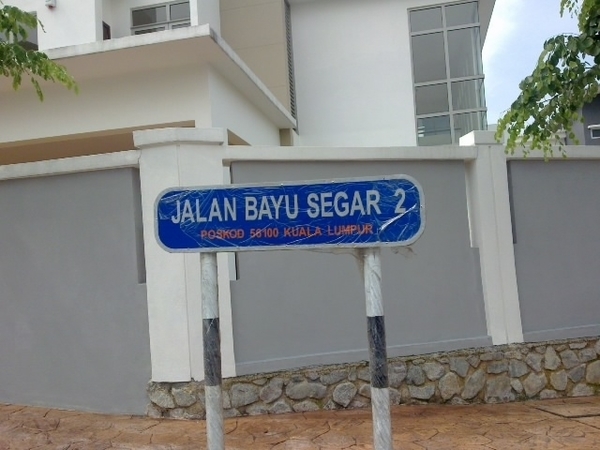 JALAN BAYU SEGAR 2
POSKOD 56100 KUALA LUMPUR